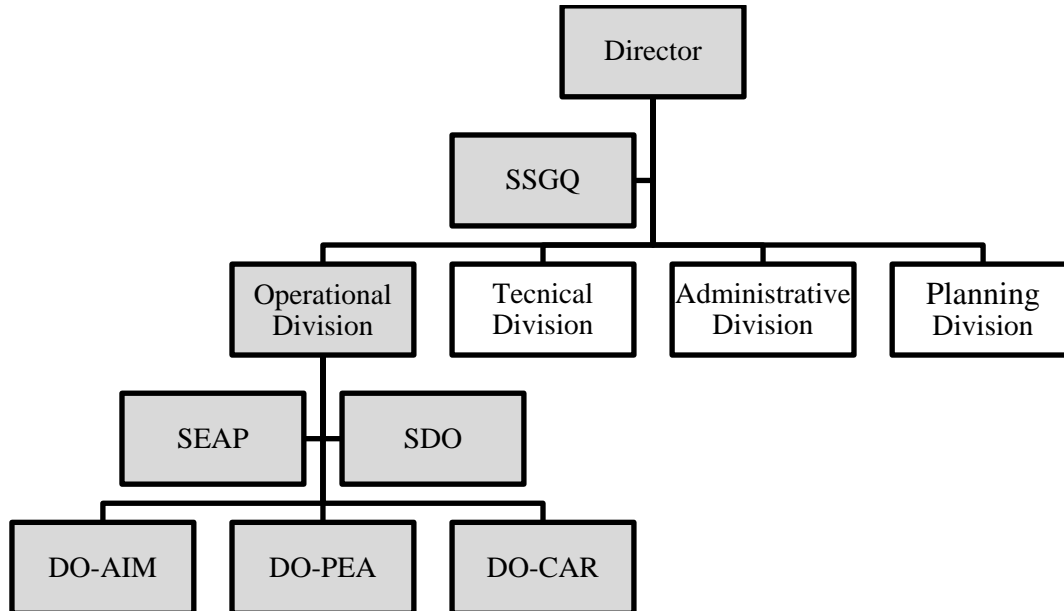 Director
SSGQ
Operational
Division
Tecnical
Division
Administrative
Division
Planning
Division
SEAP
SDO
DO-AIM
DO-PEA
DO-CAR